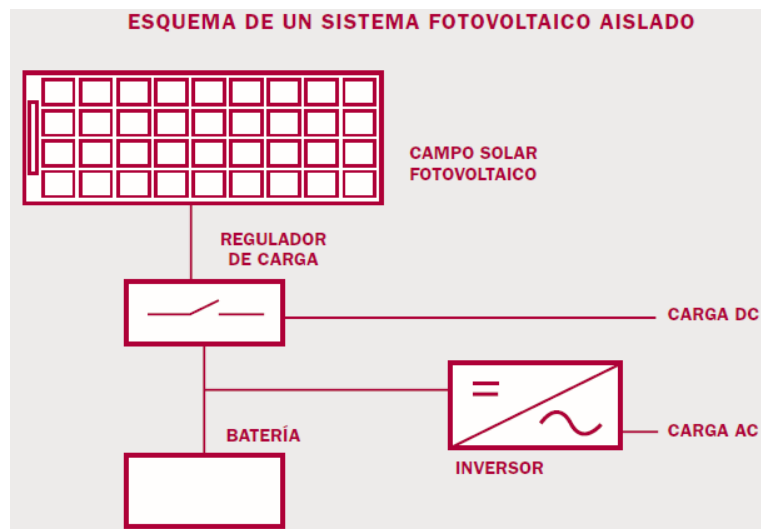 ESQUEMA DE UN SISTEMA FOTOVOLTAICO AISLADO
CAMPO SOLAR
FOTOVOLTAICO
REGULADOR
DE CARGA
CARGA DC
CARGA AC
BATERÍA
INVERSOR